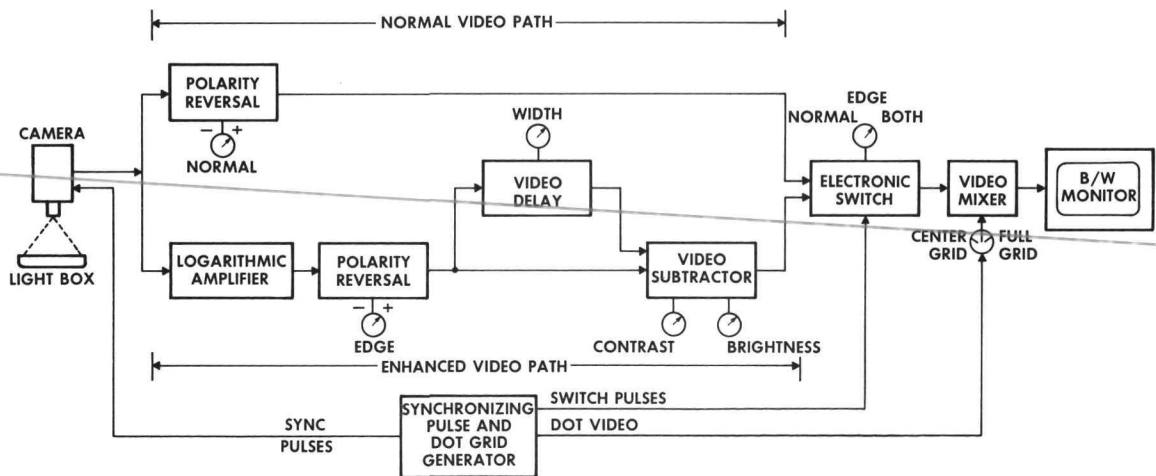 NORMAL VIDEO PATH
POLARITY
REVERSAL
− +
NORMAL
CAMERA
LIGHT BOX
WIDTH
VIDEO
DELAY
EDGE
NORMAL BOTH
ELECTRONIC
SWITCH
VIDEO
MIXER
B/W
MONITOR
CENTER
GRID
FULL
GRID
LOGARITHMIC
AMPLIFIER
POLARITY
REVERSAL
− +
EDGE
VIDEO
SUBTRACTOR
CONTRAST
BRIGHTNESS
ENHANCED VIDEO PATH
SYNCHRONIZING
PULSE AND
DOT GRID
GENERATOR
SYNC
PULSES
SWITCH PULSES
DOT VIDEO